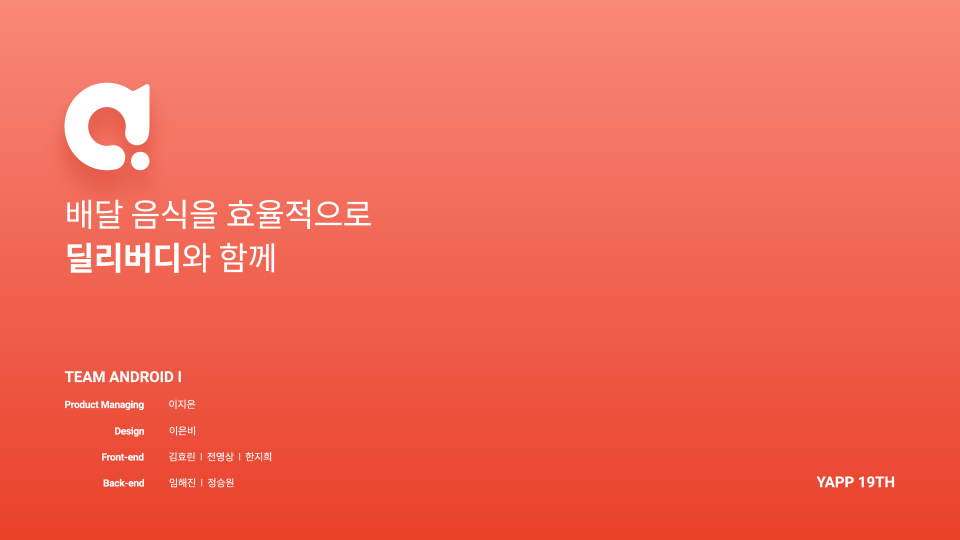 배달 음식을 효율적으로
딜리버디와 함께
TEAM ANDROID I
Product Managing 이지은
Design 이은비
Front-end 김효린 | 전영상 | 한지희
Back-end 임해진 | 정승원
YAPP 19TH